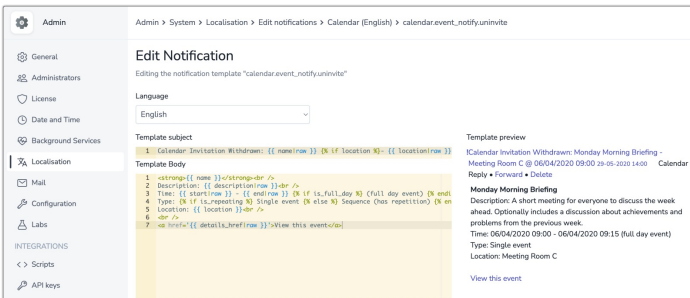 Admin
Admin > System > Localisation > Edit notifications > Calendar (English) > calendar.event_notify.uninvite
General
Administrators
License
Date and Time
Background Services
Localisation
Mail
Configuration
Labs
INTEGRATIONS
Scripts
API keys
Edit Notification
Editing the notification template "calendar.event_notify.uninvite"
Language
English
Template subject
1 Calendar Invitation Withdrawn: {{ name|raw }} {% if location %}- {{ location|raw }}
Template Body
1 <strong>{{ name }}</strong><br />
2 Description: {{ description|raw }}<br />
3 Time: {{ start|raw }} - {{ end|raw }} {% if is_full_day %} (full day event) {% endi
4 Type: {% if is_repeating %} Single event {% else %} Sequence (has repetition) {% en
5 Location: {{ location }}<br />
6 <br />
7 <a href='{{ details_href|raw }}'>View this event</a>
Template preview
!Calendar Invitation Withdrawn: Monday Morning Briefing -
Meeting Room C @ 06/04/2020 09:00 28-05-2020 14:00 Calendar
Reply • Forward • Delete
Monday Morning Briefing
Description: A short meeting for everyone to discuss the week
ahead. Optionally includes a discussion about achievements and
problems from the previous week.
Time: 06/04/2020 09:00 - 06/04/2020 09:15 (full day event)
Type: Single event
Location: Meeting Room C
View this event